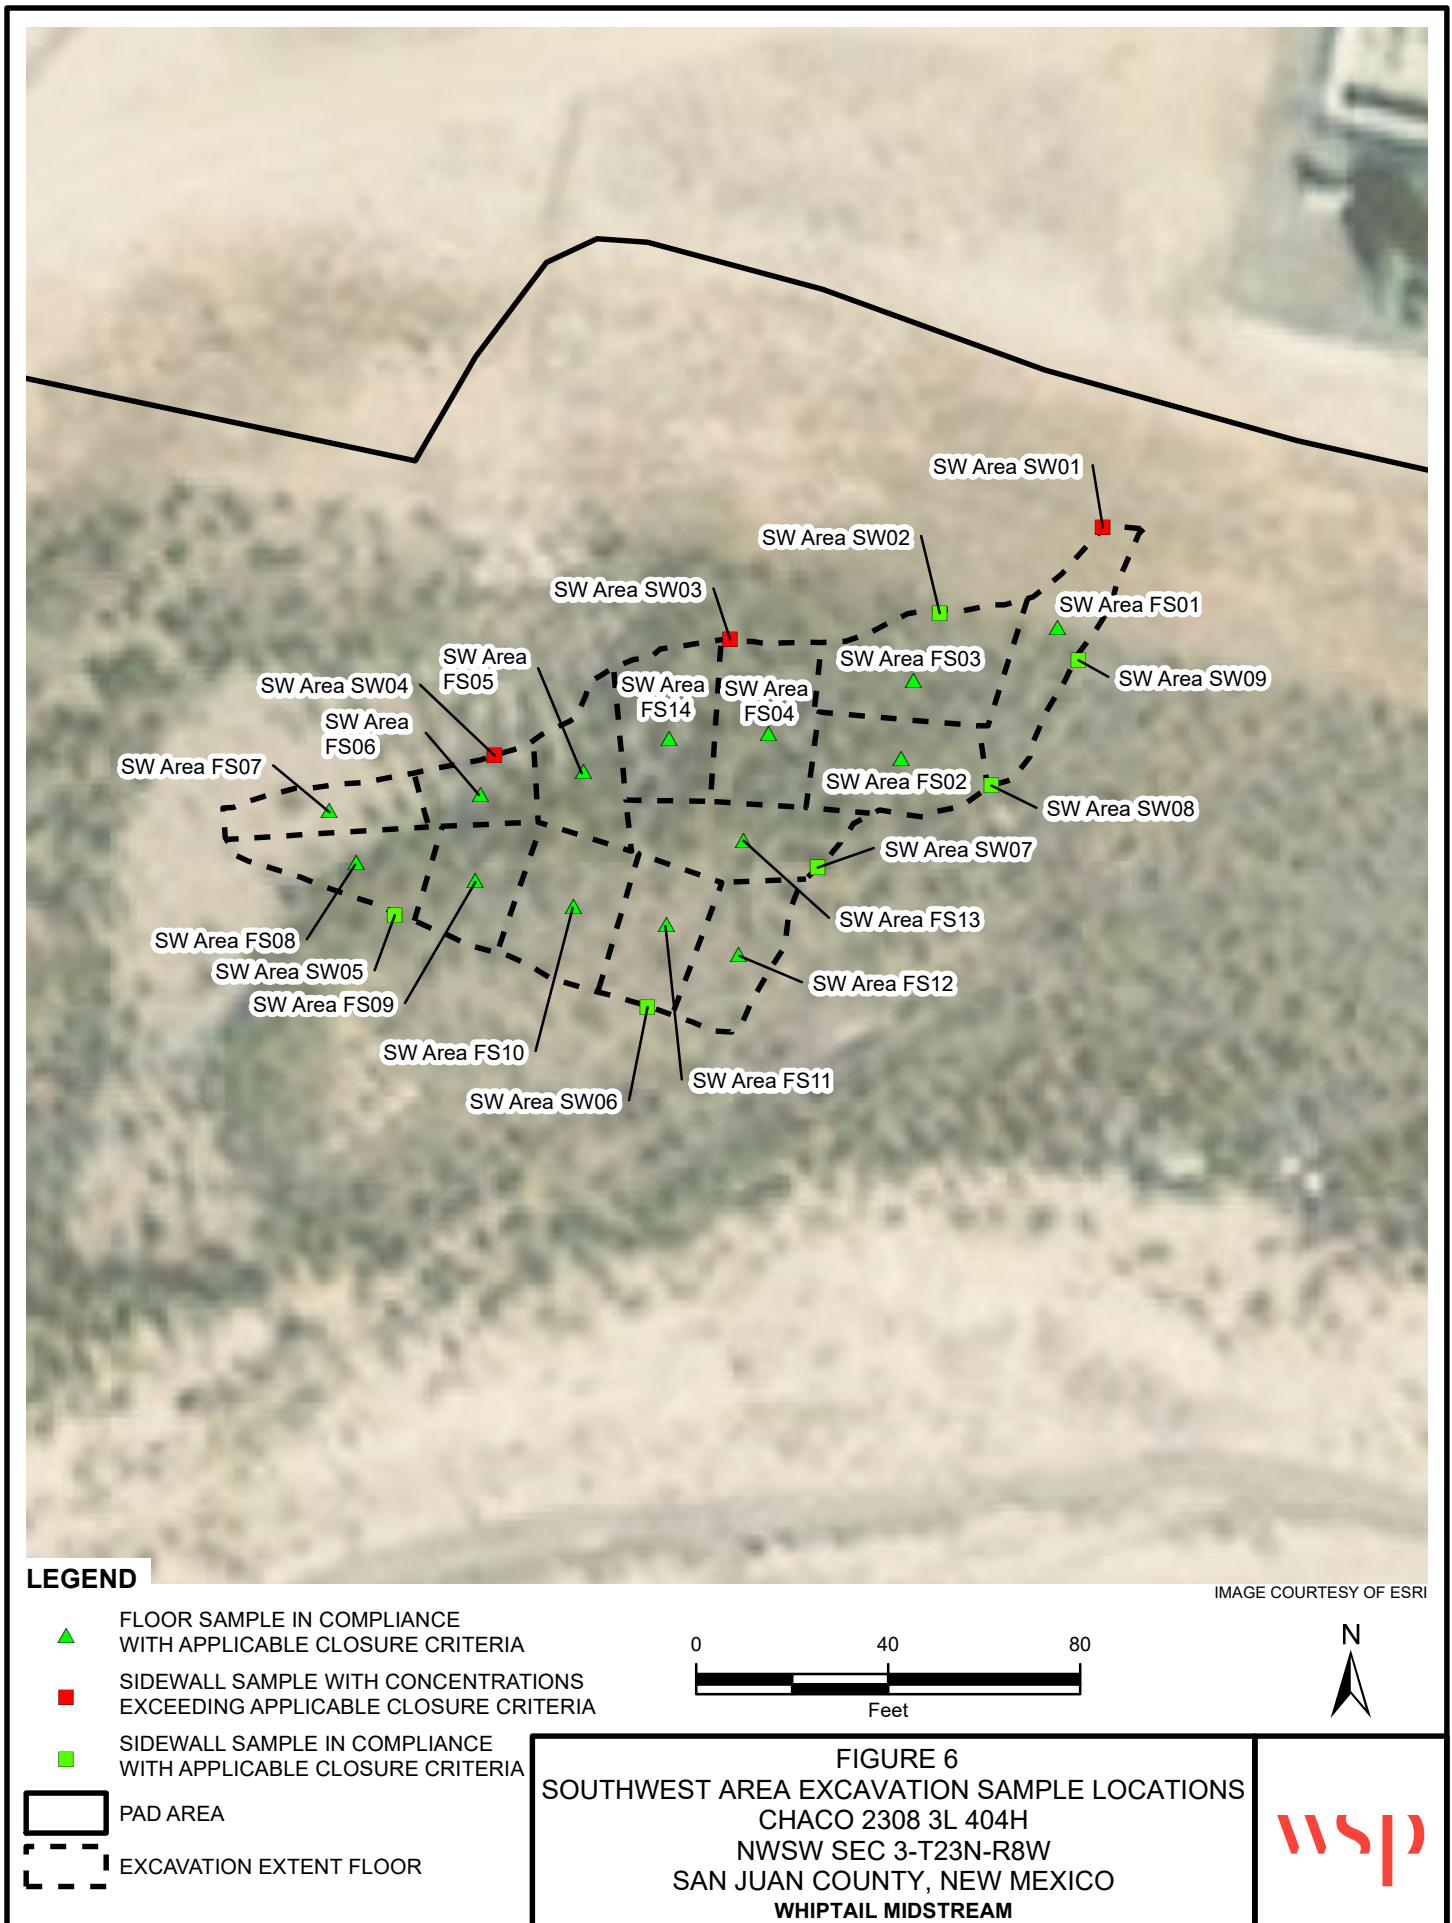 SW Area SW01
SW Area SW02
SW Area SW03
SW Area FS01
SW Area
FS05
SW Area FS03
SW Area SW09
SW Area SW04
SW Area
FS14
SW Area
FS04
SW Area
FS06
SW Area FS07
SW Area FS02
SW Area SW08
SW Area SW07
SW Area FS13
SW Area FS08
SW Area SW05
SW Area FS12
SW Area FS09
SW Area FS10
SW Area FS11
SW Area SW06
LEGEND
IMAGE COURTESY OF ESRI
FLOOR SAMPLE IN COMPLIANCE
WITH APPLICABLE CLOSURE CRITERIA
SIDEWALL SAMPLE WITH CONCENTRATIONS
EXCEEDING APPLICABLE CLOSURE CRITERIA
SIDEWALL SAMPLE IN COMPLIANCE
WITH APPLICABLE CLOSURE CRITERIA
PAD AREA
EXCAVATION EXTENT FLOOR
0 40 80
Feet
N
FIGURE 6
SOUTHWEST AREA EXCAVATION SAMPLE LOCATIONS
CHACO 2308 3L 404H
NWSW SEC 3-T23N-R8W
SAN JUAN COUNTY, NEW MEXICO
WHIPTAIL MIDSTREAM
wsp